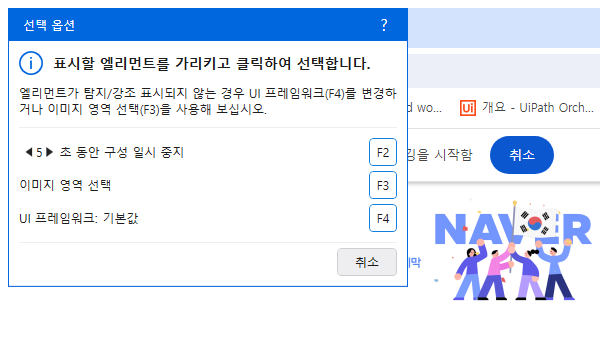 선택 옵션 ?
표시할 엘리먼트를 가리키고 클릭하여 선택합니다.
엘리먼트가 탐지/강조 표시되지 않는 경우 UI 프레임워크(F4)를 변경하
거나 이미지 영역 선택(F3)을 사용해 보십시오.
◀ 5 ▶ 초 동안 구성 일시 중지 F2
이미지 영역 선택 F3
UI 프레임워크: 기본값 F4
취소
d wo...
Ui 개요 - UiPath Orch...
깅을 시작함 취소
NAVER